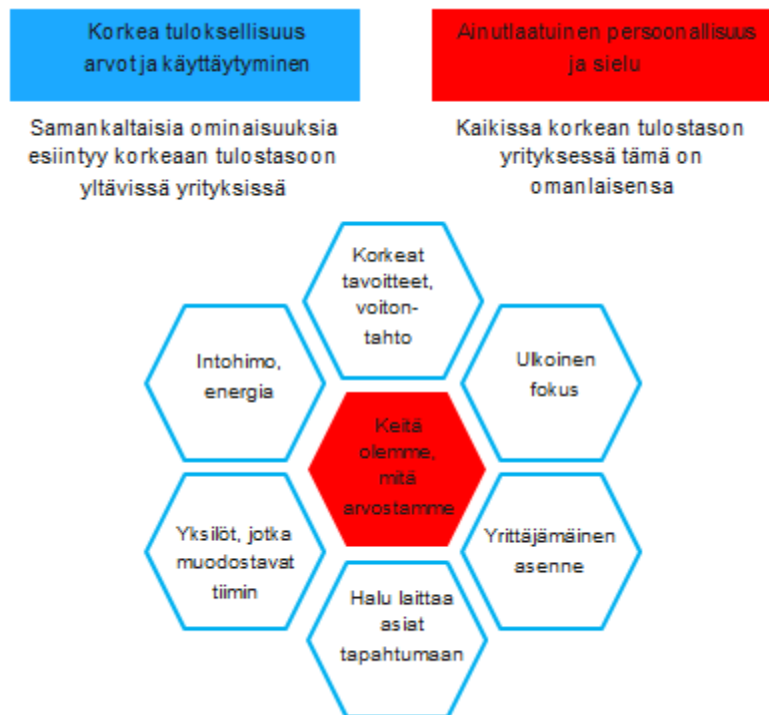 Korkea tuloksellisuus
arvot ja käyttäytyminen
Ainutlaatuinen persoonallisuus
ja sielu
Samankaltaisia ominaisuuksia
esiintyy korkeaan tulostasoon
yltävissä yrityksissä
Kaikissa korkean tulostason
yrityksessä tämä on
omanlaisensa
Korkeat
tavoitteet,
voiton-
tahto
Intohimo,
energia
Ulkoinen
fokus
Keitä
olemme,
mitä
arvostamme
Yksilöt, jotka
muodostavat
tiimin
Yrittäjämäinen
asenne
Halu laittaa
asiat
tapahtumaan